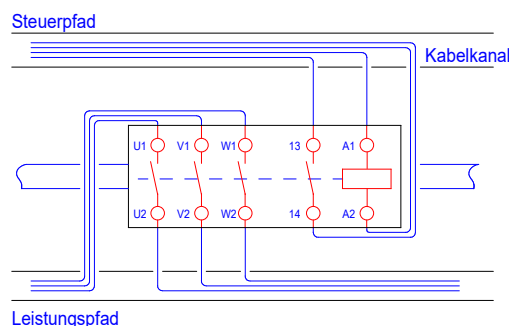 Steuerpfad
Kabelkanal
U1 V1 W1 13 A1
U2 V2 W2 14 A2
Leistungspfad